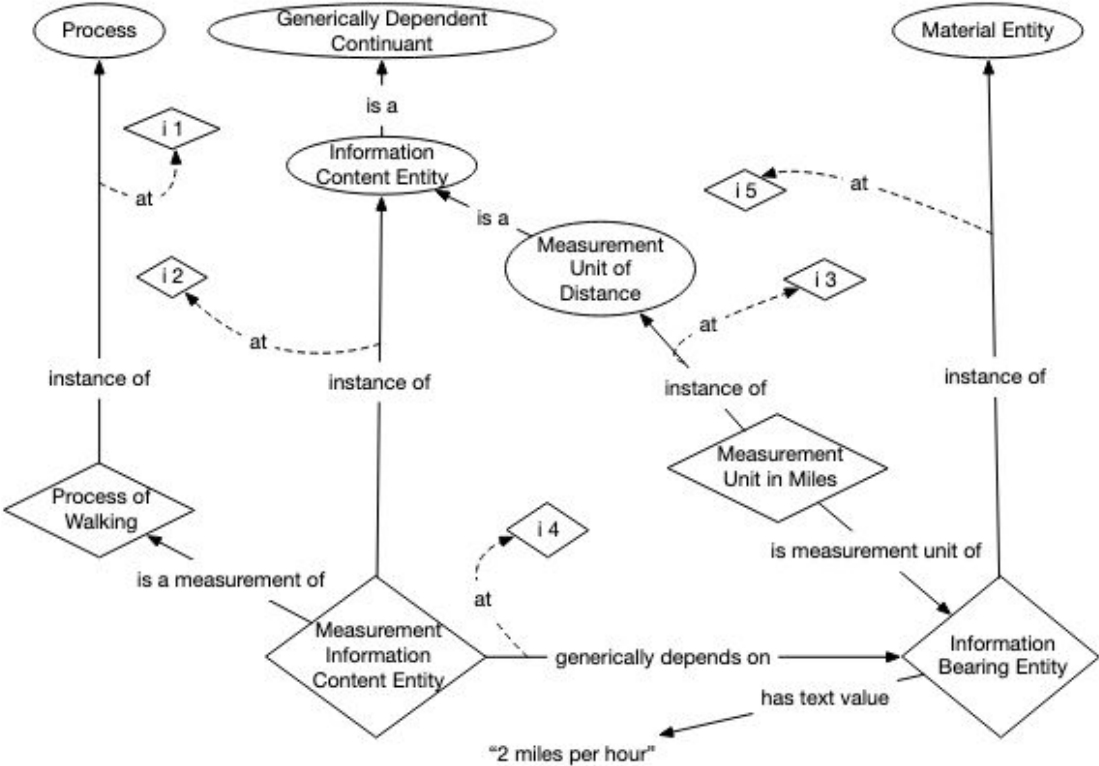 Process
Generically Dependent
Continuant
Material Entity
is a
i 1
Information
Content Entity
at
i 5
at
is a
Measurement
Unit of
Distance
i 2
i 3
at
at
instance of
instance of
instance of
instance of
Measurement
Unit in Miles
Process of
Walking
i 4
is measurement unit of
is a measurement of
at
Measurement
Information
Content Entity
generically depends on
Information
Bearing Entity
has text value
“2 miles per hour”